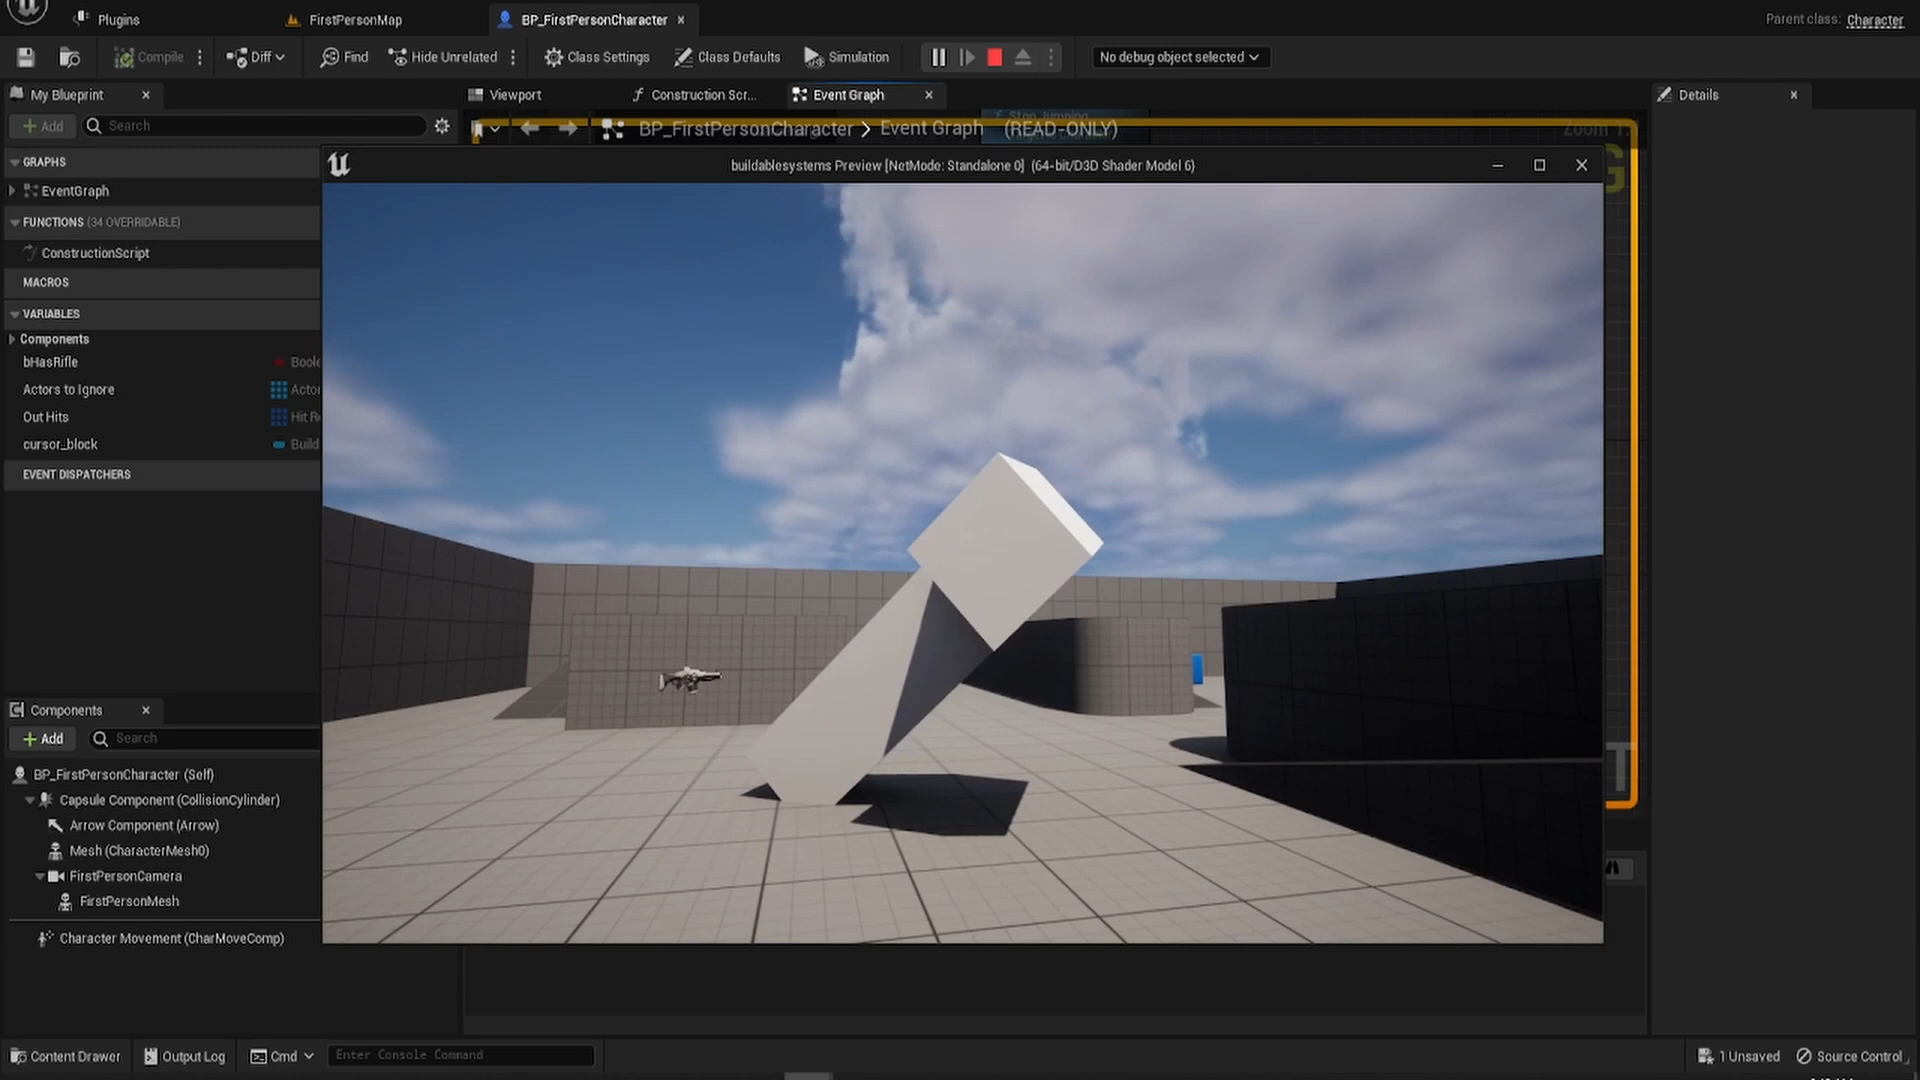 Plugins
FirstPersonMap
BP_FirstPersonCharacter
Parent class: Character
Compile
Diff
Find
Hide Unrelated
Class Settings
Class Defaults
Simulation
No debug object selected
My Blueprint
Viewport
Construction Scr...
Event Graph
Details
Add
Search
BP_FirstPersonCharacter > Event Graph (READ-ONLY)
buildablesystems Preview [NetMode: Standalone 0] (64-bit/D3D Shader Model 6)
GRAPHS
EventGraph
FUNCTIONS (34 OVERRIDABLE)
ConstructionScript
MACROS
VARIABLES
Components
bHasRifle Boole
Actors to Ignore Actor
Out Hits Hit R
cursor_block Build
EVENT DISPATCHERS
Components
Add
Search
BP_FirstPersonCharacter (Self)
Capsule Component (CollisionCylinder)
Arrow Component (Arrow)
Mesh (CharacterMesh0)
FirstPersonCamera
FirstPersonMesh
Character Movement (CharMoveComp)
Content Drawer
Output Log
Cmd
Enter Console Command
1 Unsaved
Source Control